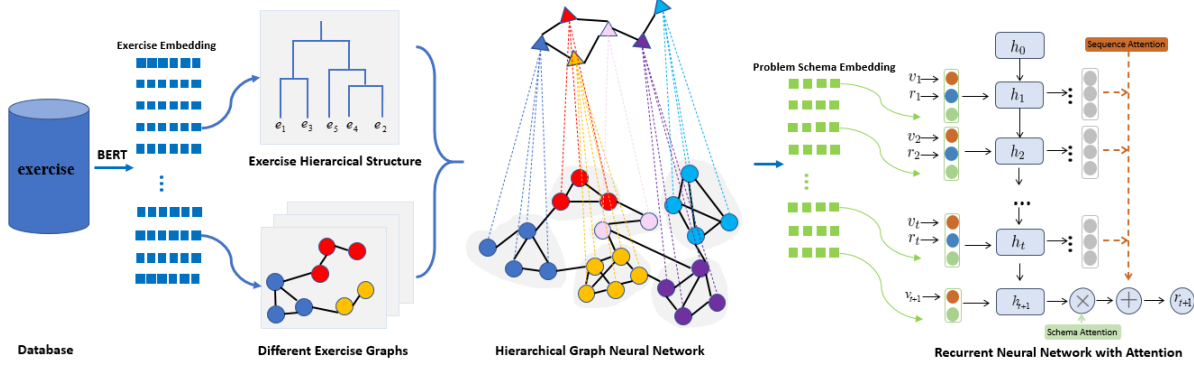 Exercise Embedding
exercise
BERT
e1 e3 e5 e4 e2
Exercise Hierarcical Structure
Problem Schema Embedding
h0
Sequence Attention
v1
r1
h1
v2
r2
h2
vt
rt
ht
vt+1
ht+1
×
+
rt+1
Schema Attention
Database
Different Exercise Graphs
Hierarchical Graph Neural Network
Recurrent Neural Network with Attention